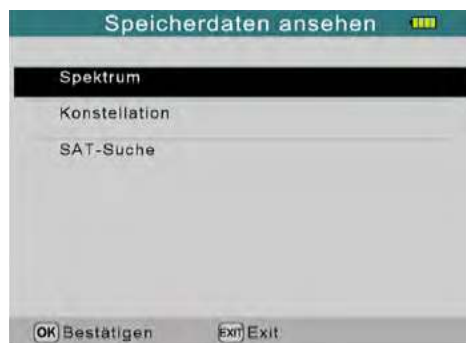 Speicherdaten ansehen
Spektrum
Konstellation
SAT-Suche
OK Bestätigen EXIT Exit